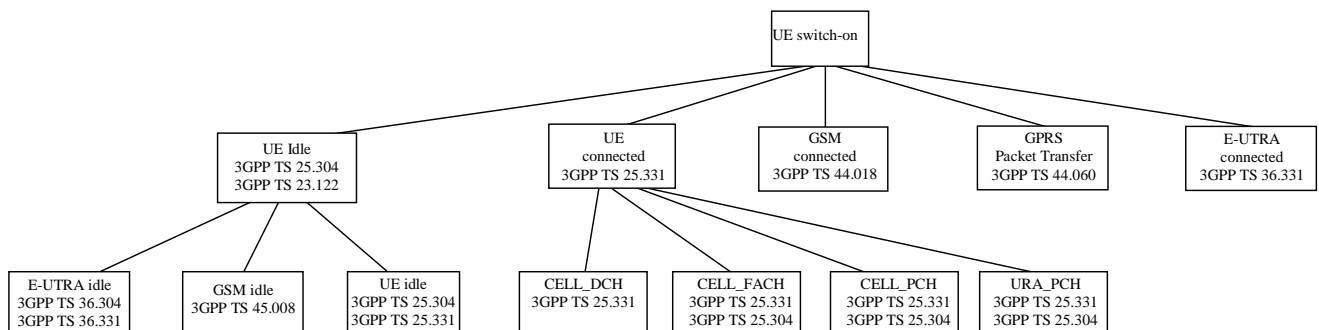 UE switch-on
UE Idle
3GPP TS 25.304
3GPP TS 23.122
UE
connected
3GPP TS 25.331
GSM
connected
3GPP TS 44.018
GPRS
Packet Transfer
3GPP TS 44.060
E-UTRA
connected
3GPP TS 36.331
E-UTRA idle
3GPP TS 36.304
3GPP TS 36.331
GSM idle
3GPP TS 45.008
UE idle
3GPP TS 25.304
3GPP TS 25.331
CELL_DCH
3GPP TS 25.331
CELL_FACH
3GPP TS 25.331
3GPP TS 25.304
CELL_PCH
3GPP TS 25.331
3GPP TS 25.304
URA_PCH
3GPP TS 25.331
3GPP TS 25.304